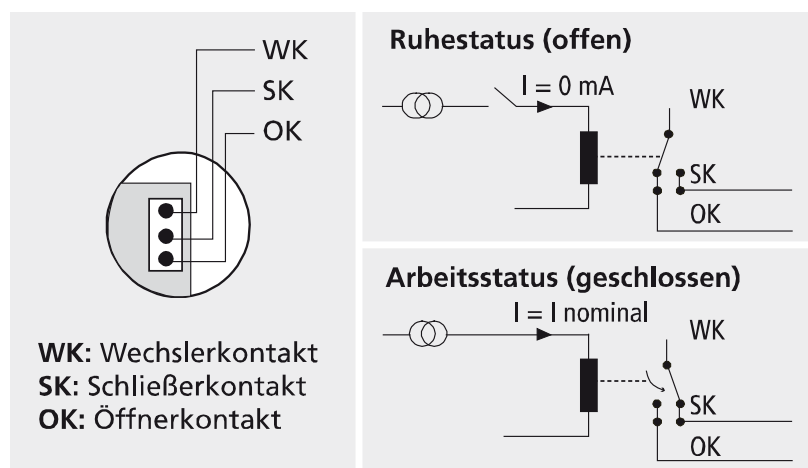 WK
SK
OK
WK: Wechslerkontakt
SK: Schließerkontakt
OK: Öffnerkontakt
Ruhestatus (offen)
I = 0 mA
WK
SK
OK
Arbeitsstatus (geschlossen)
I = I nominal
WK
SK
OK